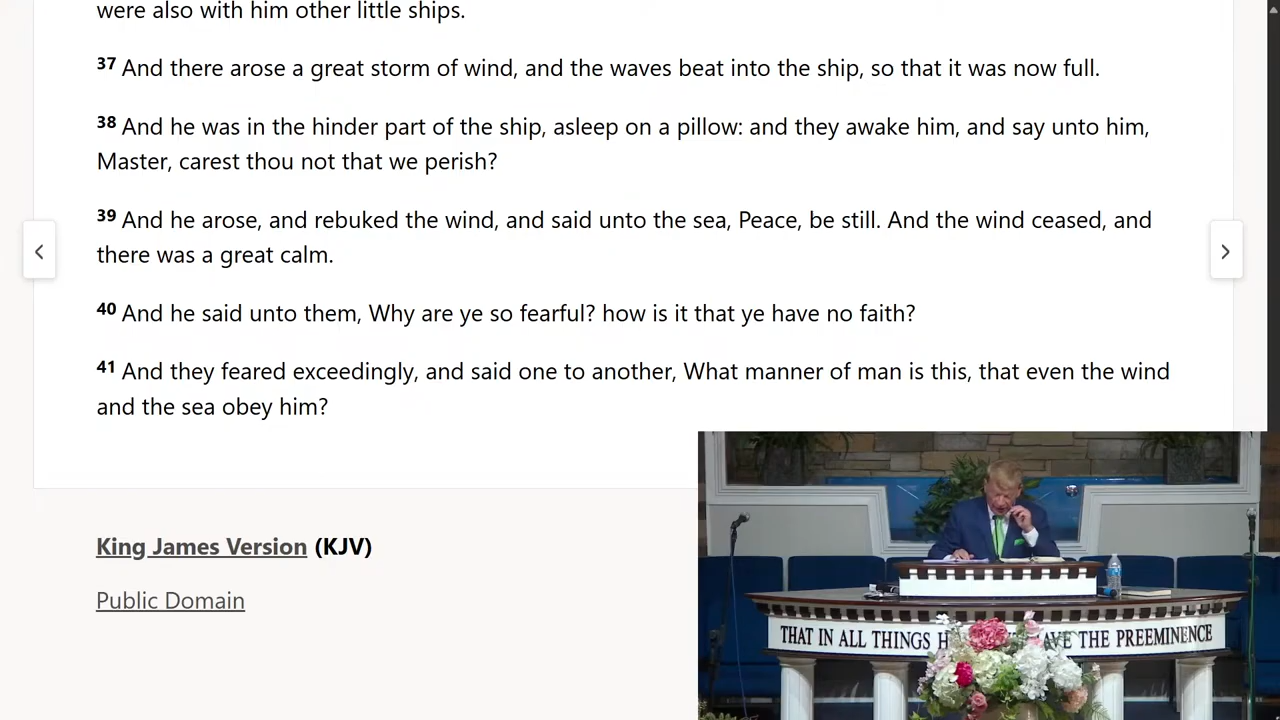 were also with him other little ships.
37 And there arose a great storm of wind, and the waves beat into the ship, so that it was now full.
38 And he was in the hinder part of the ship, asleep on a pillow: and they awake him, and say unto him,
Master, carest thou not that we perish?
39 And he arose, and rebuked the wind, and said unto the sea, Peace, be still. And the wind ceased, and
there was a great calm.
40 And he said unto them, Why are ye so fearful? how is it that ye have no faith?
41 And they feared exceedingly, and said one to another, What manner of man is this, that even the wind
and the sea obey him?
King James Version (KJV)
Public Domain
THAT IN ALL THINGS THE PREEMINENCE